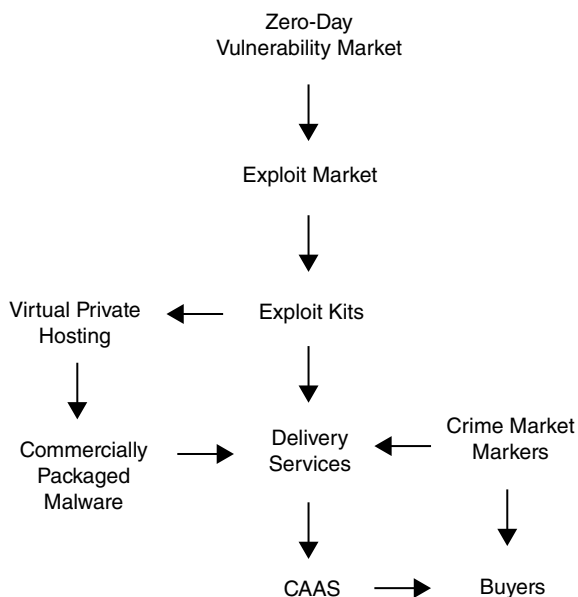 Zero-Day
Vulnerability Market
Exploit Market
Virtual Private
Hosting
Exploit Kits
Commercially
Packaged
Malware
Delivery
Services
Crime Market
Markers
CAAS
Buyers